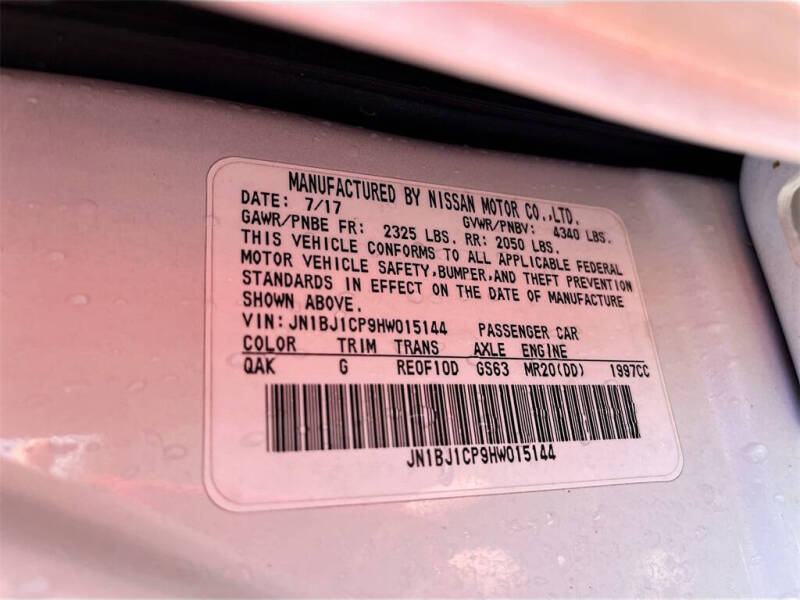 MANUFACTURED BY NISSAN MOTOR CO.,LTD.
DATE: 7/17 GVWR/PNBV: 4340 LBS.
GAWR/PNBE FR: 2325 LBS. RR: 2050 LBS.
THIS VEHICLE CONFORMS TO ALL APPLICABLE FEDERAL
MOTOR VEHICLE SAFETY,BUMPER,AND THEFT PREVENTION
STANDARDS IN EFFECT ON THE DATE OF MANUFACTURE
SHOWN ABOVE.
VIN: JN1BJ1CP9HW015144 PASSENGER CAR
COLOR TRIM TRANS AXLE ENGINE
QAK G RE0F10D GS63 MR20(DD) 1997CC
JN1BJ1CP9HW015144